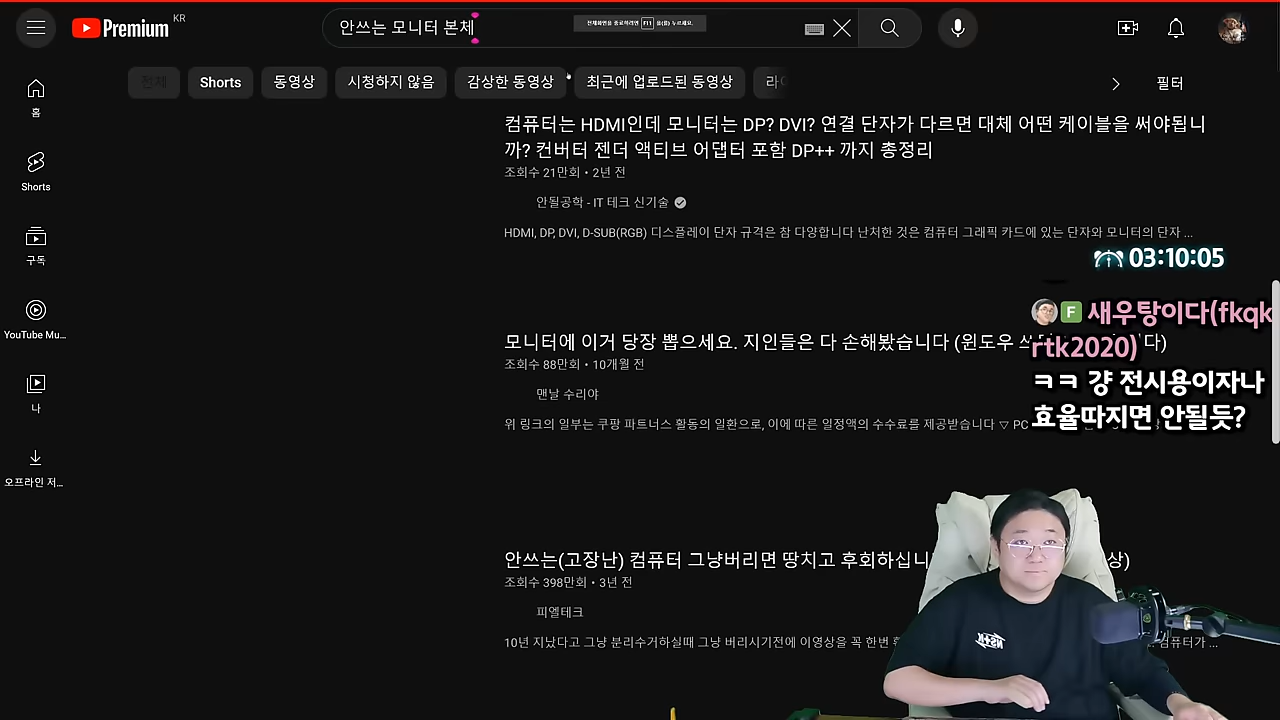 Premium KR
안쓰는 모니터 본체
전체화면을 종료하려면 F11 을(를) 누르세요.
전체
Shorts
동영상
시청하지 않음
감상한 동영상
최근에 업로드된 동영상
필터
홈
Shorts
구독
YouTube Mu...
나
오프라인 저...
컴퓨터는 HDMI인데 모니터는 DP? DVI? 연결 단자가 다르면 대체 어떤 케이블을 써야됩니
까? 컨버터 젠더 액티브 어댑터 포함 DP++ 까지 총정리
조회수 21만회 • 2년 전
안될공학 - IT 테크 신기술
HDMI, DP, DVI, D-SUB(RGB) 디스플레이 단자 규격은 참 다양합니다 난처한 것은 컴퓨터 그래픽 카드에 있는 단자와 모니터의 단자 ...
03:10:05
F 새우탕이다(fkqk
rtk2020)
ㅋㅋ 걍 전시용이자나
효율따지면 안될듯?
모니터에 이거 당장 뽑으세요. 지인들은 다 손해봤습니다 (윈도우
조회수 88만회 • 10개월 전
맨날 수리야
위 링크의 일부는 쿠팡 파트너스 활동의 일환으로, 이에 따른 일정액의 수수료를 제공받습니다 ▽ PC
안쓰는(고장난) 컴퓨터 그냥버리면 땅치고 후회하십니
상)
조회수 398만회 • 3년 전
피엘테크
10년 지났다고 그냥 분리수거하실때 그냥 버리시기전에 이영상을 꼭 한번
컴퓨터가 ...